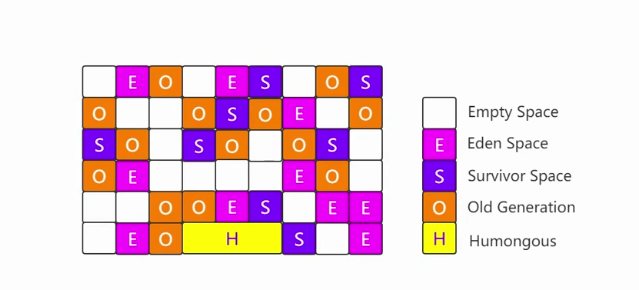 E O E S O S
O O S O E O
S O S O O S
O E E O
O O E S E E
E O H S E
Empty Space
E Eden Space
S Survivor Space
O Old Generation
H Humongous